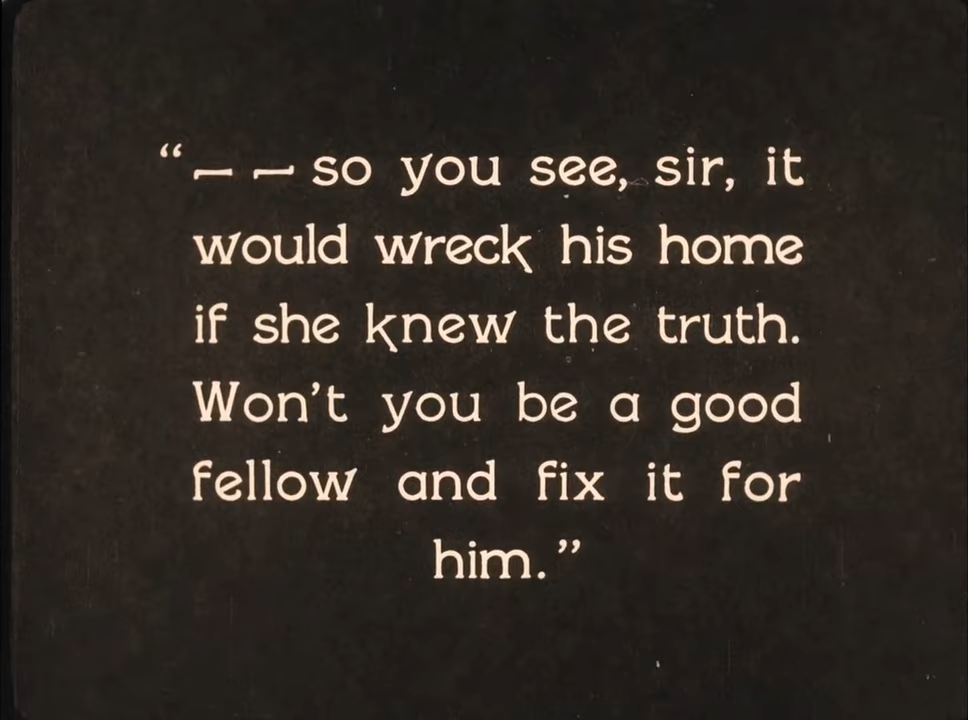 “— — so you see, sir, it
would wreck his home
if she knew the truth.
Won’t you be a good
fellow and fix it for
him.”